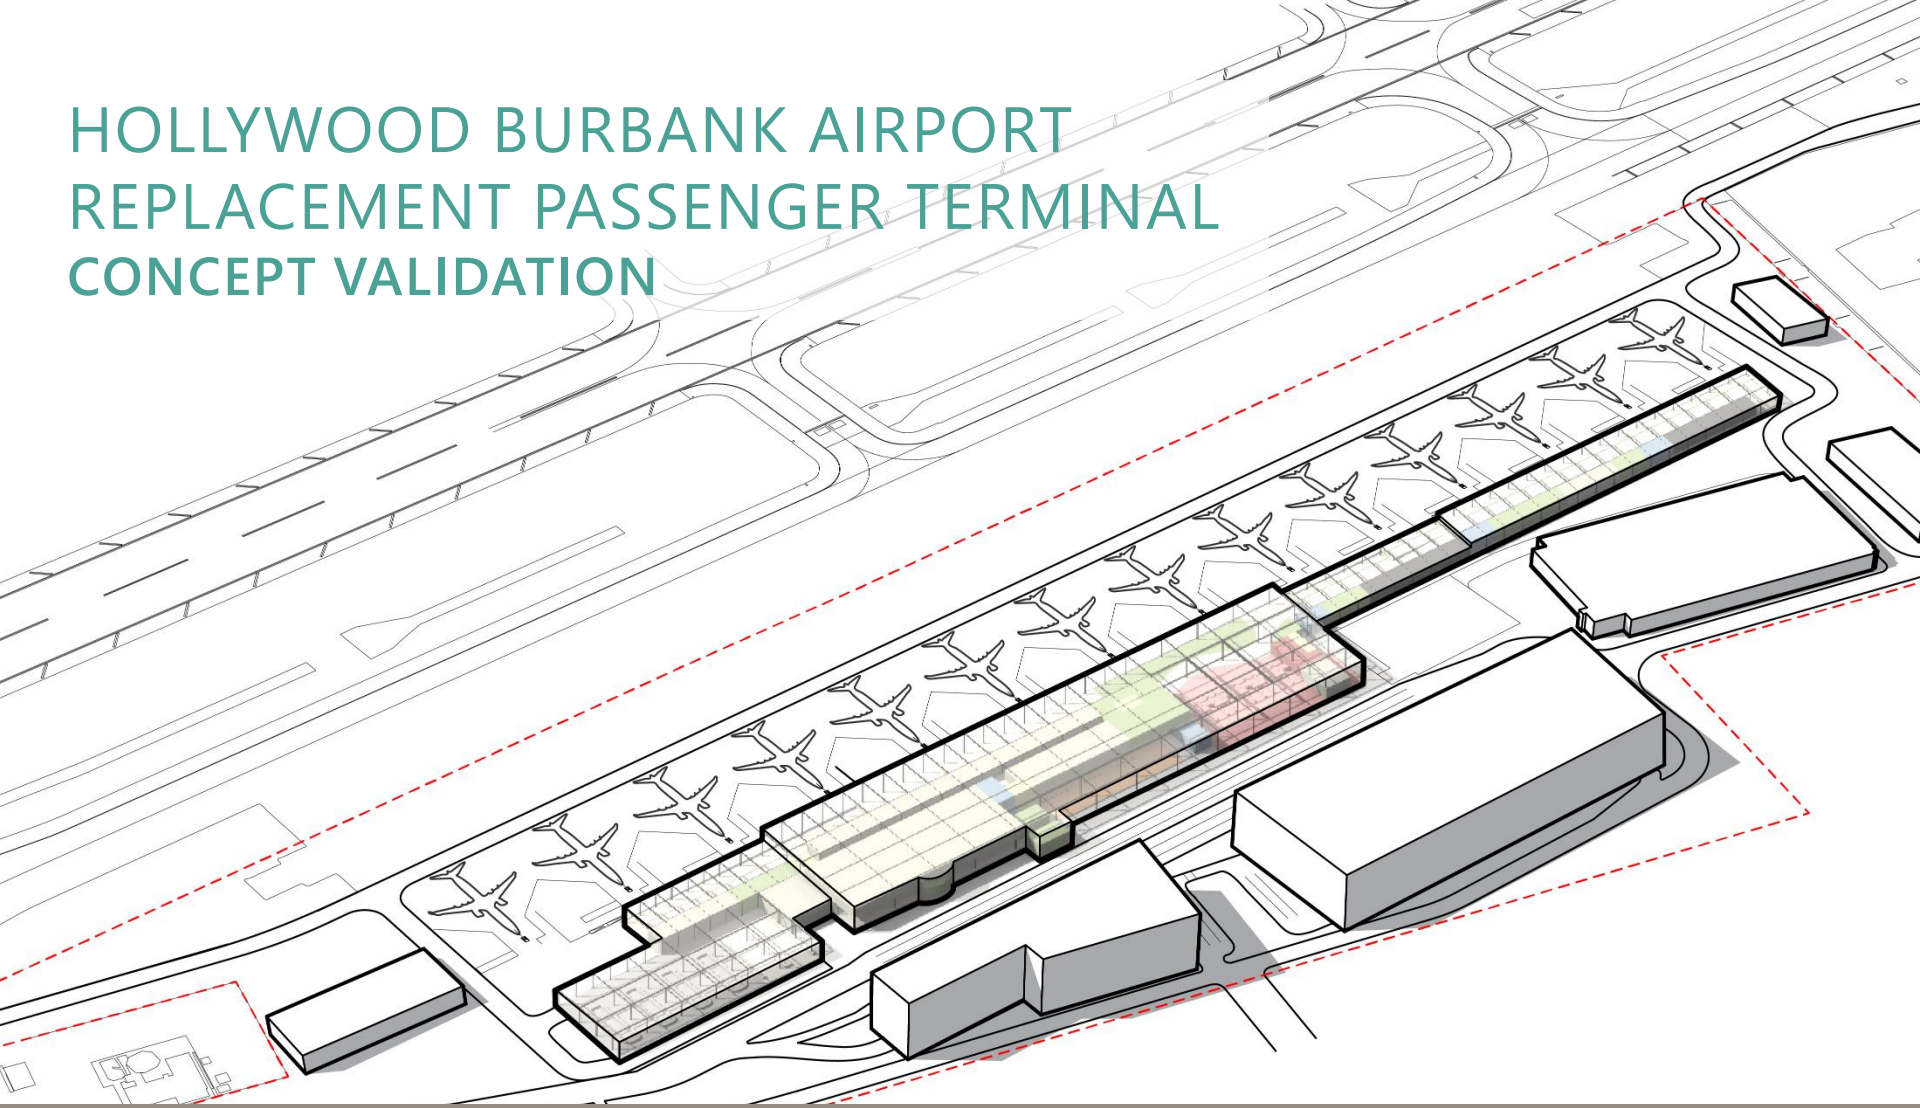 HOLLYWOOD BURBANK AIRPORT
REPLACEMENT PASSENGER TERMINAL
CONCEPT VALIDATION